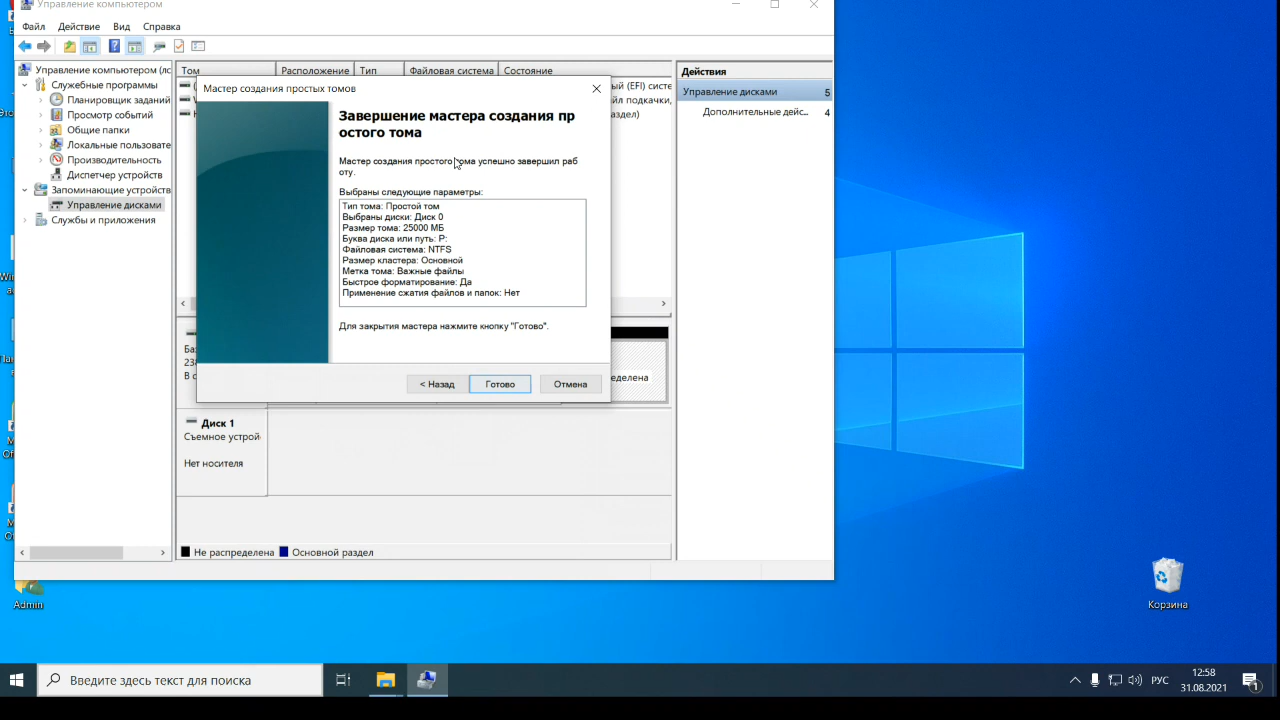 Управление компьютером
Файл Действие Вид Справка
Управление компьютером (лс
Служебные программы
Планировщик заданий
Просмотр событий
Общие папки
Локальные пользовате
Производительность
Диспетчер устройств
Запоминающие устройств
Управление дисками
Службы и приложения
Том Расположение Тип Файловая система Состояние
ый (EFI) систе
йл подкачки,
здел)
Мастер создания простых томов
Завершение мастера создания пр
остого тома
Мастер создания простого тома успешно завершил раб
оту.
Выбраны следующие параметры:
Тип тома: Простой том
Выбраны диски: Диск 0
Размер тома: 25000 МБ
Буква диска или путь: P:
Файловая система: NTFS
Размер кластера: Основной
Метка тома: Важные файлы
Быстрое форматирование: Да
Применение сжатия файлов и папок: Нет
Для закрытия мастера нажмите кнопку "Готово".
< Назад Готово Отмена
Баз
238
В с
еделена
Диск 1
Съемное устрой
Нет носителя
Не распределена Основной раздел
Действия
Управление дисками 5
Дополнительные дейс... 4
Admin
Корзина
Введите здесь текст для поиска
РУС
12:58
31.08.2021
1